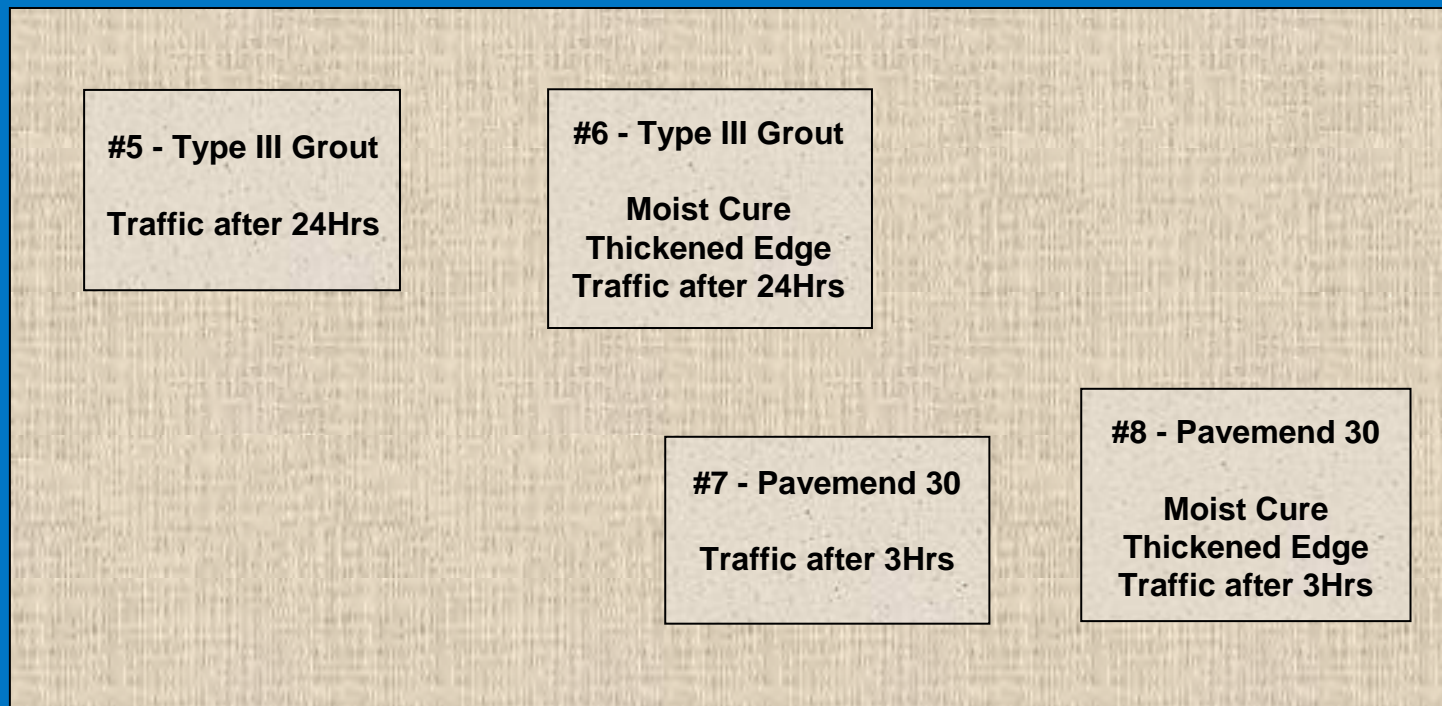 #5 - Type III Grout
Traffic after 24Hrs
#6 - Type III Grout
Moist Cure
Thickened Edge
Traffic after 24Hrs
#7 - Pavemend 30
Traffic after 3Hrs
#8 - Pavemend 30
Moist Cure
Thickened Edge
Traffic after 3Hrs